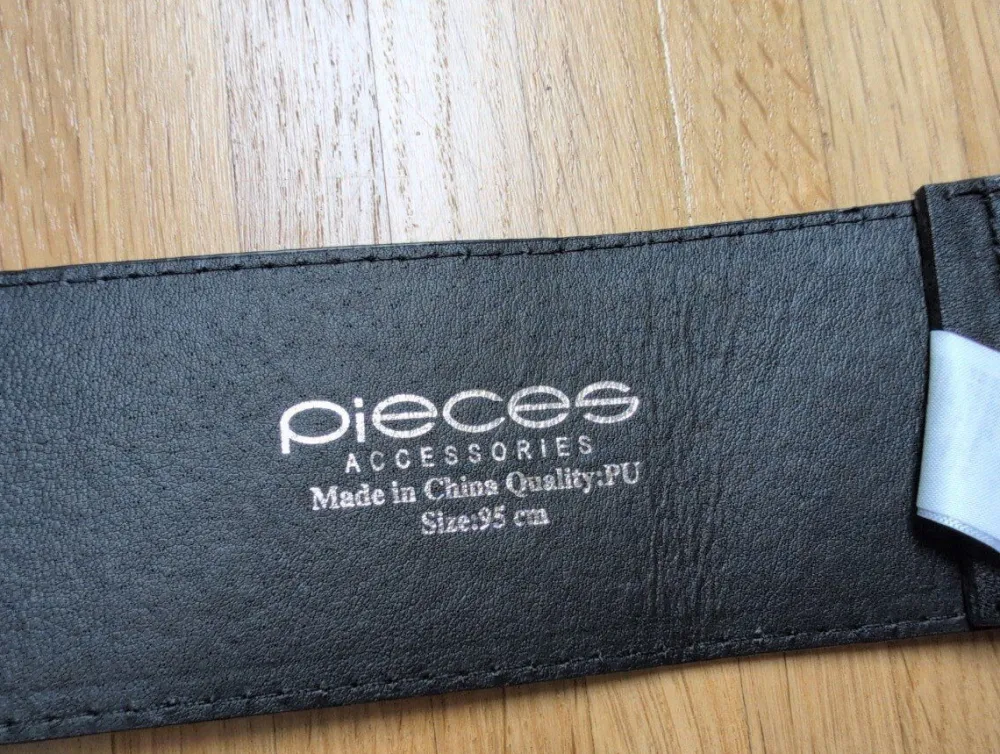 pieces
ACCESSORIES
Made in China Quality:PU
Size:95 cm